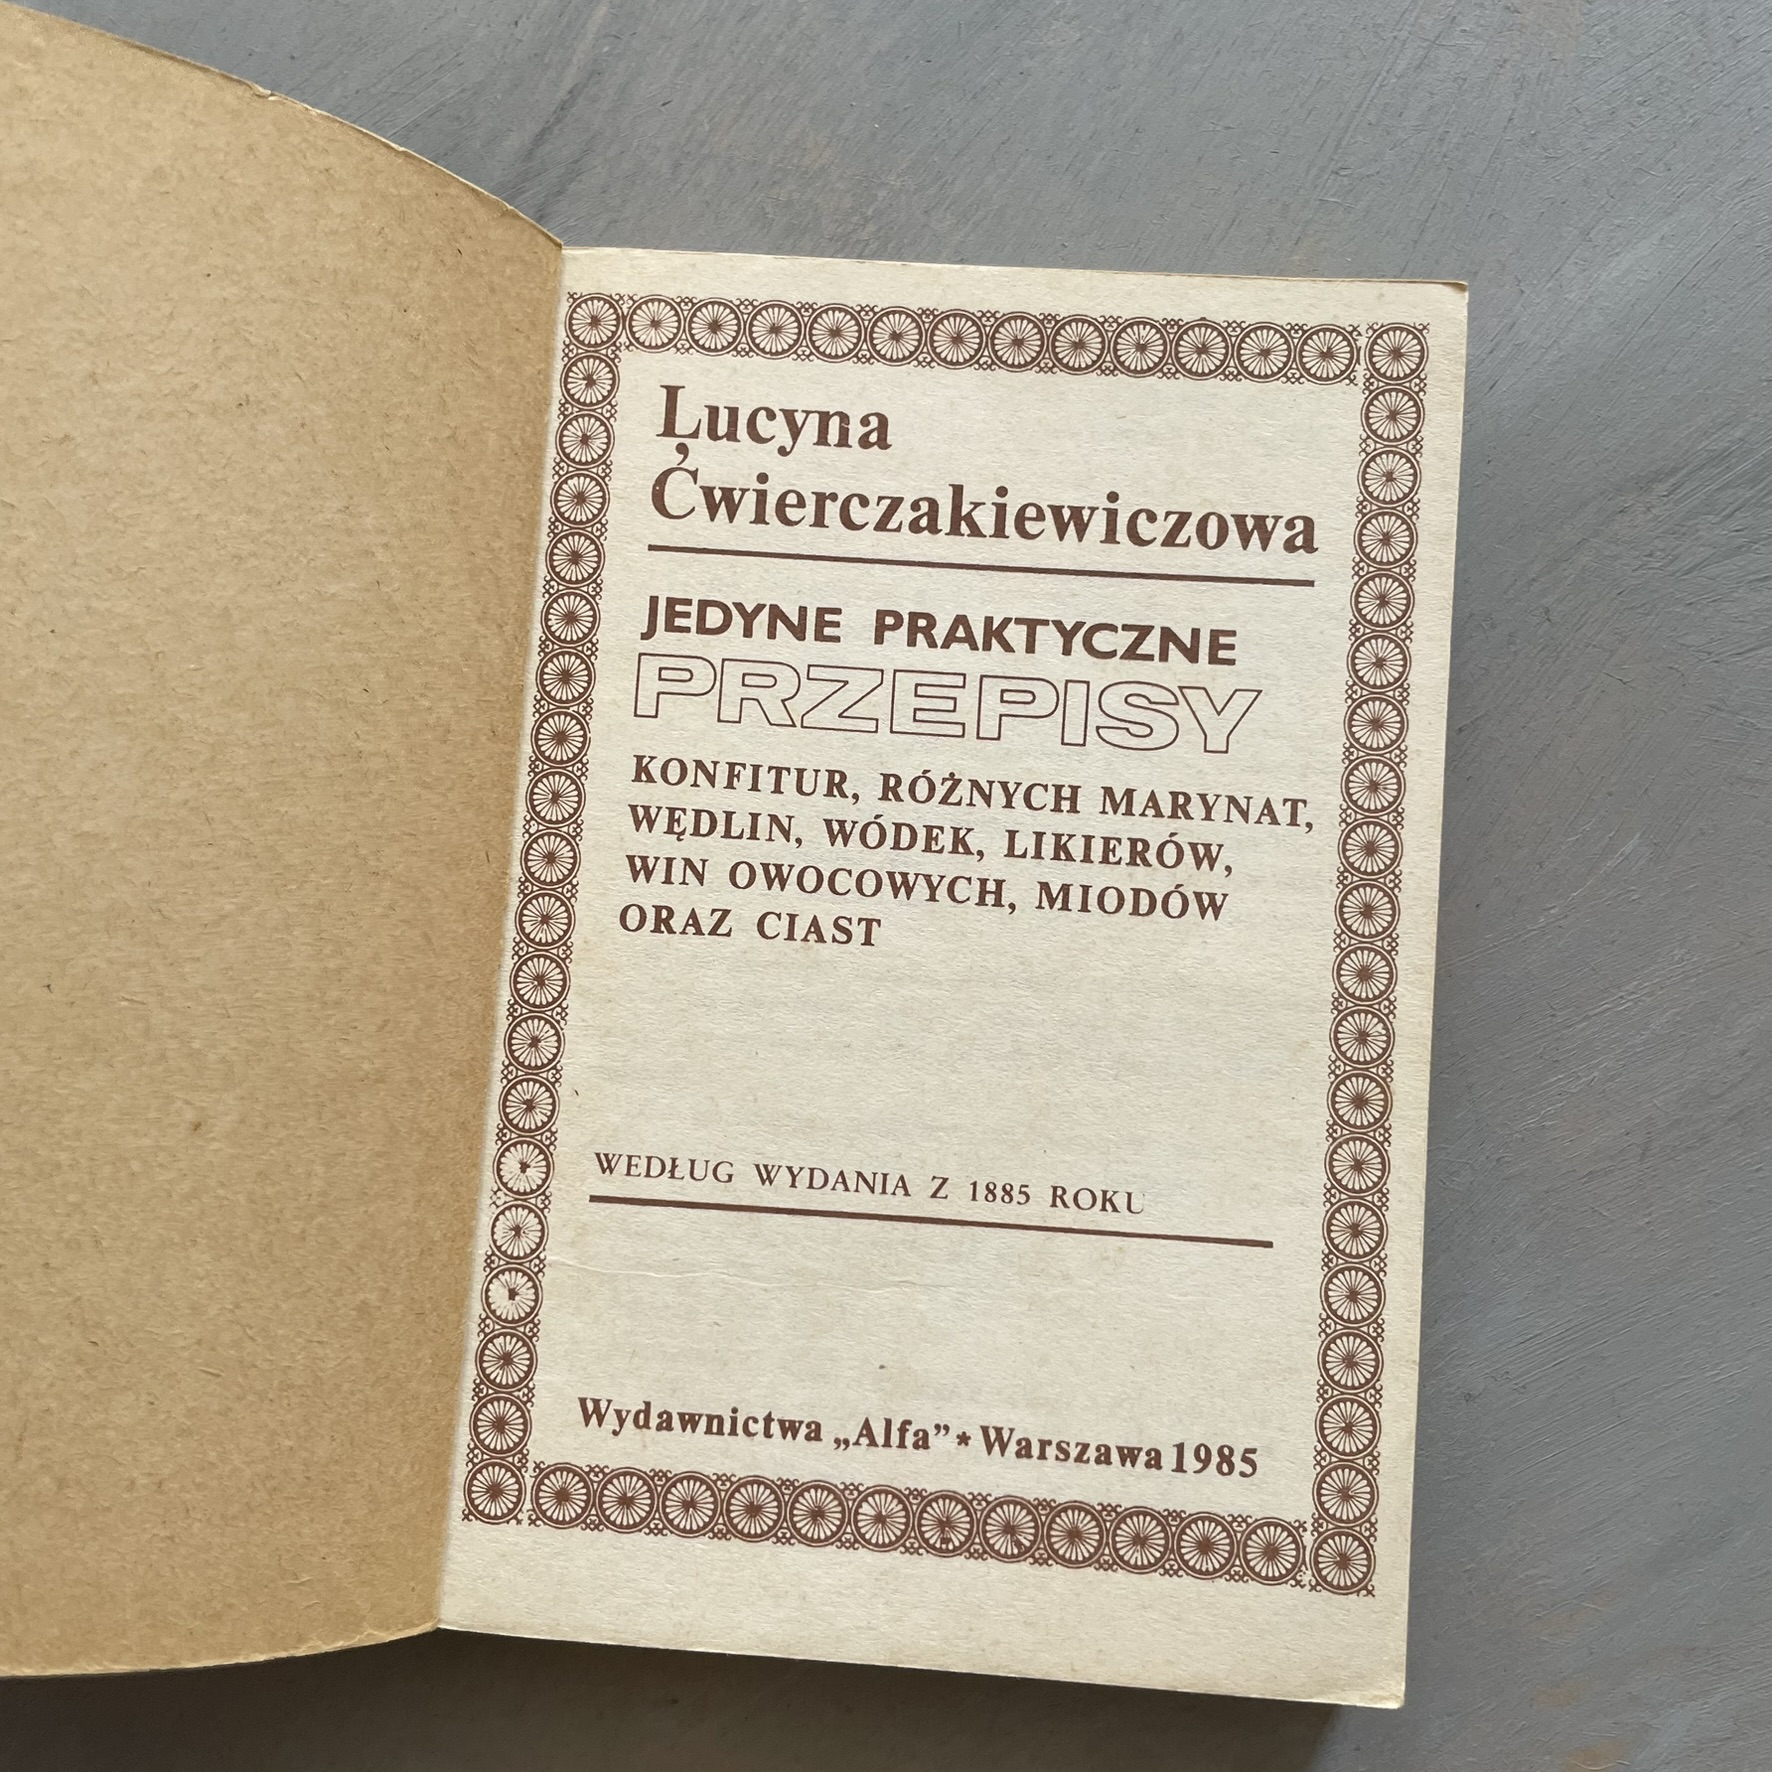 Lucyna
Ćwierczakiewiczowa
JEDYNE PRAKTYCZNE
PRZEPISY
KONFITUR, RÓŻNYCH MARYNAT,
WĘDLIN, WÓDEK, LIKIERÓW,
WIN OWOCOWYCH, MIODÓW
ORAZ CIAST
WEDŁUG WYDANIA Z 1885 ROKU
Wydawnictwa „Alfa” * Warszawa 1985